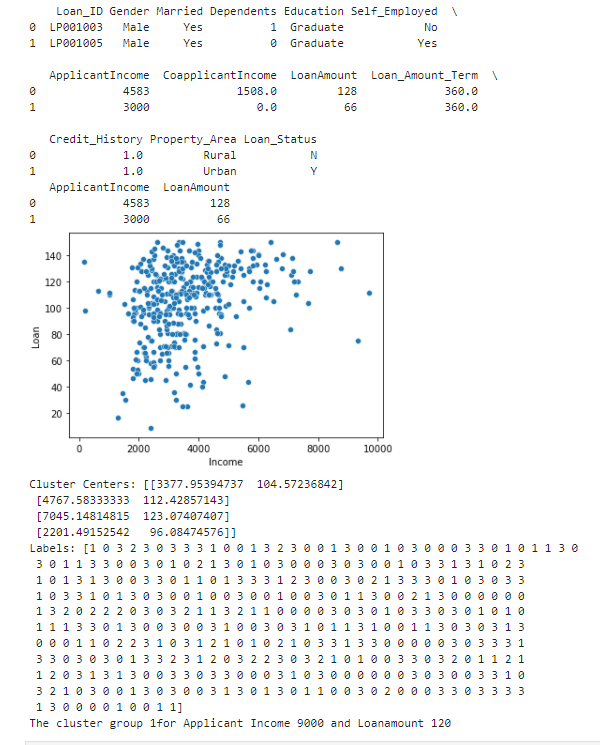 Loan_ID Gender Married Dependents Education Self_Employed \
0 LP001003 Male Yes 1 Graduate No
1 LP001005 Male Yes 0 Graduate Yes
ApplicantIncome CoapplicantIncome LoanAmount Loan_Amount_Term \
0 4583 1508.0 128 360.0
1 3000 0.0 66 360.0
Credit_History Property_Area Loan_Status
0 1.0 Rural N
1 1.0 Urban Y
ApplicantIncome LoanAmount
0 4583 128
1 3000 66
140
120
100
80
60
40
20
Loan
0 2000 4000 6000 8000 10000
Income
Cluster Centers: [[3377.95394737 104.57236842]
[4767.58333333 112.42857143]
[7045.14814815 123.07407407]
[2201.49152542 96.08474576]]
Labels: [1 0 3 2 3 0 3 3 3 1 0 0 1 3 2 3 0 0 1 3 0 0 1 0 3 0 0 0 3 3 0 1 0 1 1 3 0
3 0 1 1 3 3 0 0 3 0 1 0 2 1 3 0 1 0 3 0 0 0 3 0 3 0 0 1 0 3 3 1 3 1 0 2 3
1 0 1 3 1 3 0 0 3 3 0 1 1 0 1 3 3 3 1 2 3 0 0 3 0 2 1 3 3 3 0 1 0 3 0 3 3
1 0 3 3 1 0 1 3 0 3 0 0 1 0 0 3 0 0 1 0 0 3 0 1 1 3 0 0 2 1 3 0 0 0 0 0 0
1 3 2 0 2 2 2 0 3 0 3 2 1 1 3 2 1 1 0 0 0 3 0 3 0 0 3 0 1 0 3 3 0 3 0 1 0 1 0
1 1 1 3 3 0 1 3 0 0 3 0 0 3 1 0 0 3 0 3 1 0 1 1 3 1 0 0 1 1 3 0 3 0 3 1 3
0 0 0 1 1 0 2 2 3 1 0 3 1 2 1 0 1 0 2 1 0 3 3 1 3 3 0 0 0 0 0 3 0 3 3 3 1
3 3 0 3 0 3 0 1 3 3 2 3 1 2 0 3 2 2 3 0 3 2 1 0 1 0 0 3 3 0 3 2 0 1 1 2 1
1 2 0 3 1 3 1 3 0 0 3 3 0 3 3 0 0 0 3 1 0 3 0 0 0 0 0 0 3 0 3 0 0 3 3 1 0
3 2 1 0 3 0 0 1 3 0 3 0 0 3 1 3 0 1 3 0 1 1 0 0 3 0 2 0 0 0 3 3 0 3 3 3 3
1 3 0 0 0 0 1 0 0 1 1]
The cluster group 1for Applicant Income 9000 and Loanamount 120